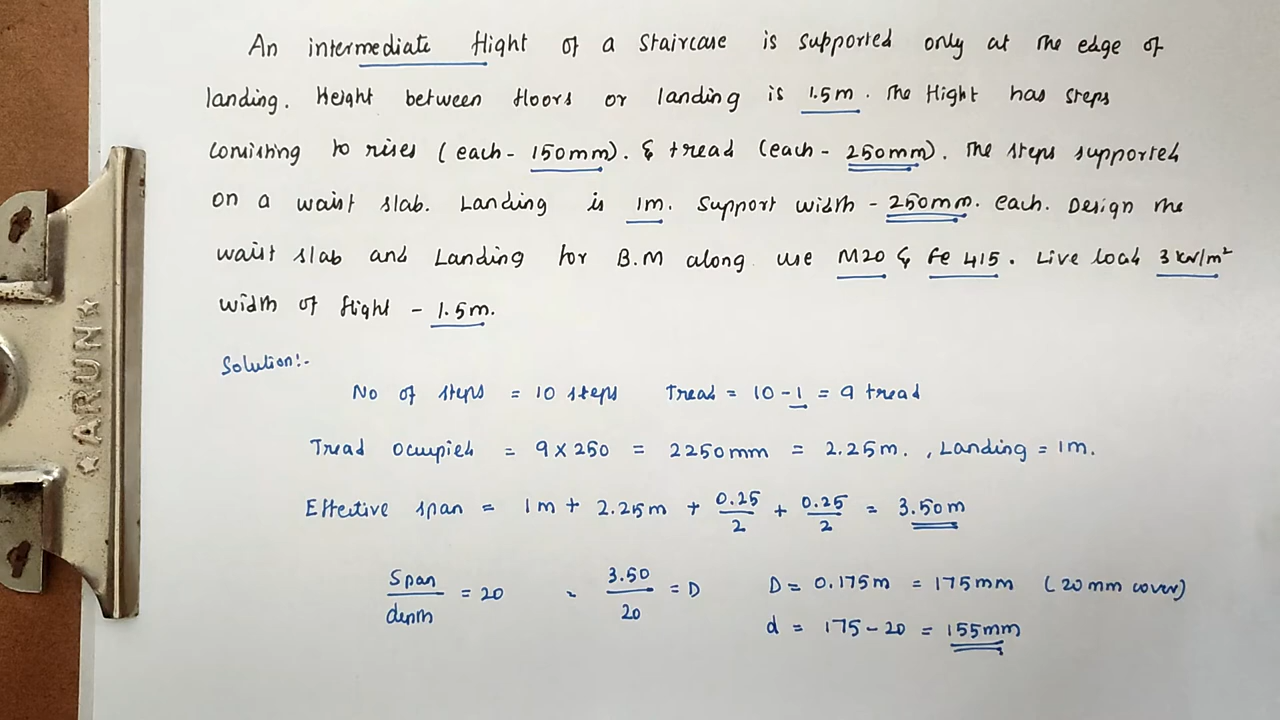 An intermediate flight of a staircase is supported only at the edge of
landing. Height between floors or landing is 1.5m. The flight has steps
consisting to rises (each - 150mm). & tread (each - 250mm). The steps supported
on a waist slab. Landing is 1m. Support width - 250mm. each. Design the
waist slab and Landing for B.M along use M20 & Fe 415. Live load 3 kN/m²
width of flight - 1.5m.
Solution:-
No of steps = 10 steps Tread = 10 - 1 = 9 tread
Tread occupied = 9 x 250 = 2250mm = 2.25m. , Landing = 1m.
Effective span = 1m + 2.25m + 0.25/2 + 0.25/2 = 3.50m
Span/depth = 20 = 3.50/20 = D D = 0.175m = 175mm (20mm cover)
d = 175 - 20 = 155mm
ARUN